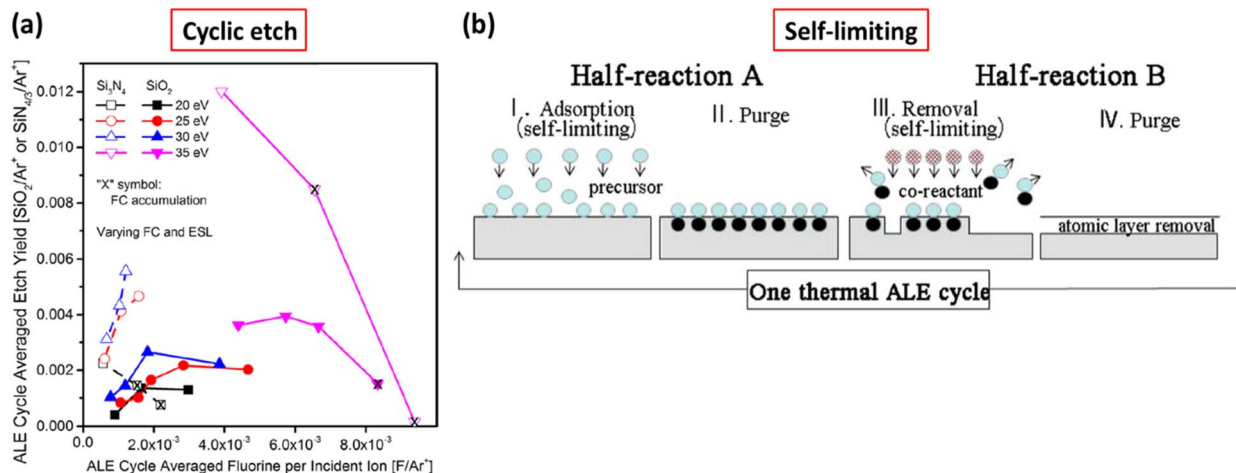 (a)
Cyclic etch
ALE Cycle Averaged Etch Yield [SiO₂/Ar⁺ or SiN₄/₃/Ar⁺]
0.012
0.010
0.008
0.006
0.004
0.002
0.000
Si₃N₄ SiO₂
20 eV
25 eV
30 eV
35 eV
"X" symbol:
FC accumulation
Varying FC and ESL
0.0 2.0x10⁻³ 4.0x10⁻³ 6.0x10⁻³ 8.0x10⁻³
ALE Cycle Averaged Fluorine per Incident Ion [F/Ar⁺]
(b)
Self-limiting
Half-reaction A
Half-reaction B
Ⅰ. Adsorption
(self-limiting)
Ⅱ. Purge
Ⅲ. Removal
(self-limiting)
Ⅳ. Purge
precursor
co-reactant
atomic layer removal
One thermal ALE cycle